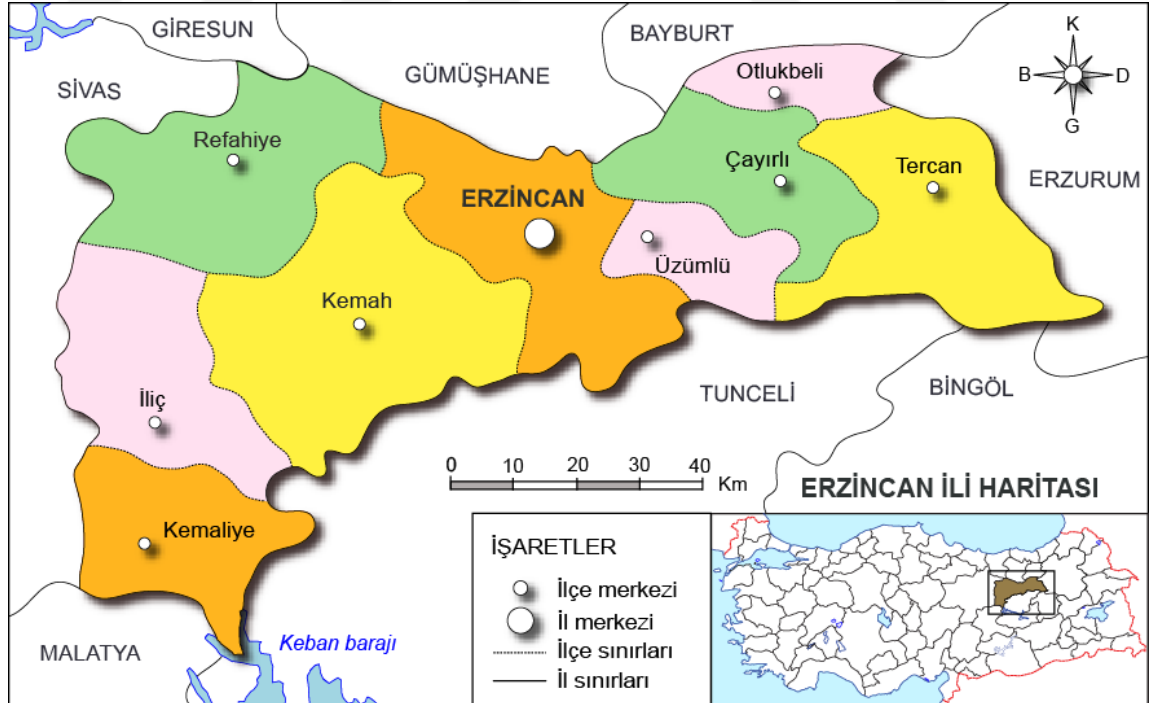 GİRESUN
BAYBURT
K
SİVAS
GÜMÜŞHANE
Otlukbeli
B
D
G
Refahiye
Çayırlı
Tercan
ERZURUM
ERZİNCAN
Üzümlü
Kemah
TUNCELİ
BİNGÖL
İliç
0 10 20 30 40
Km
ERZİNCAN İLİ HARİTASI
Kemaliye
İŞARETLER
İlçe merkezi
İl merkezi
İlçe sınırları
İl sınırları
MALATYA
Keban barajı